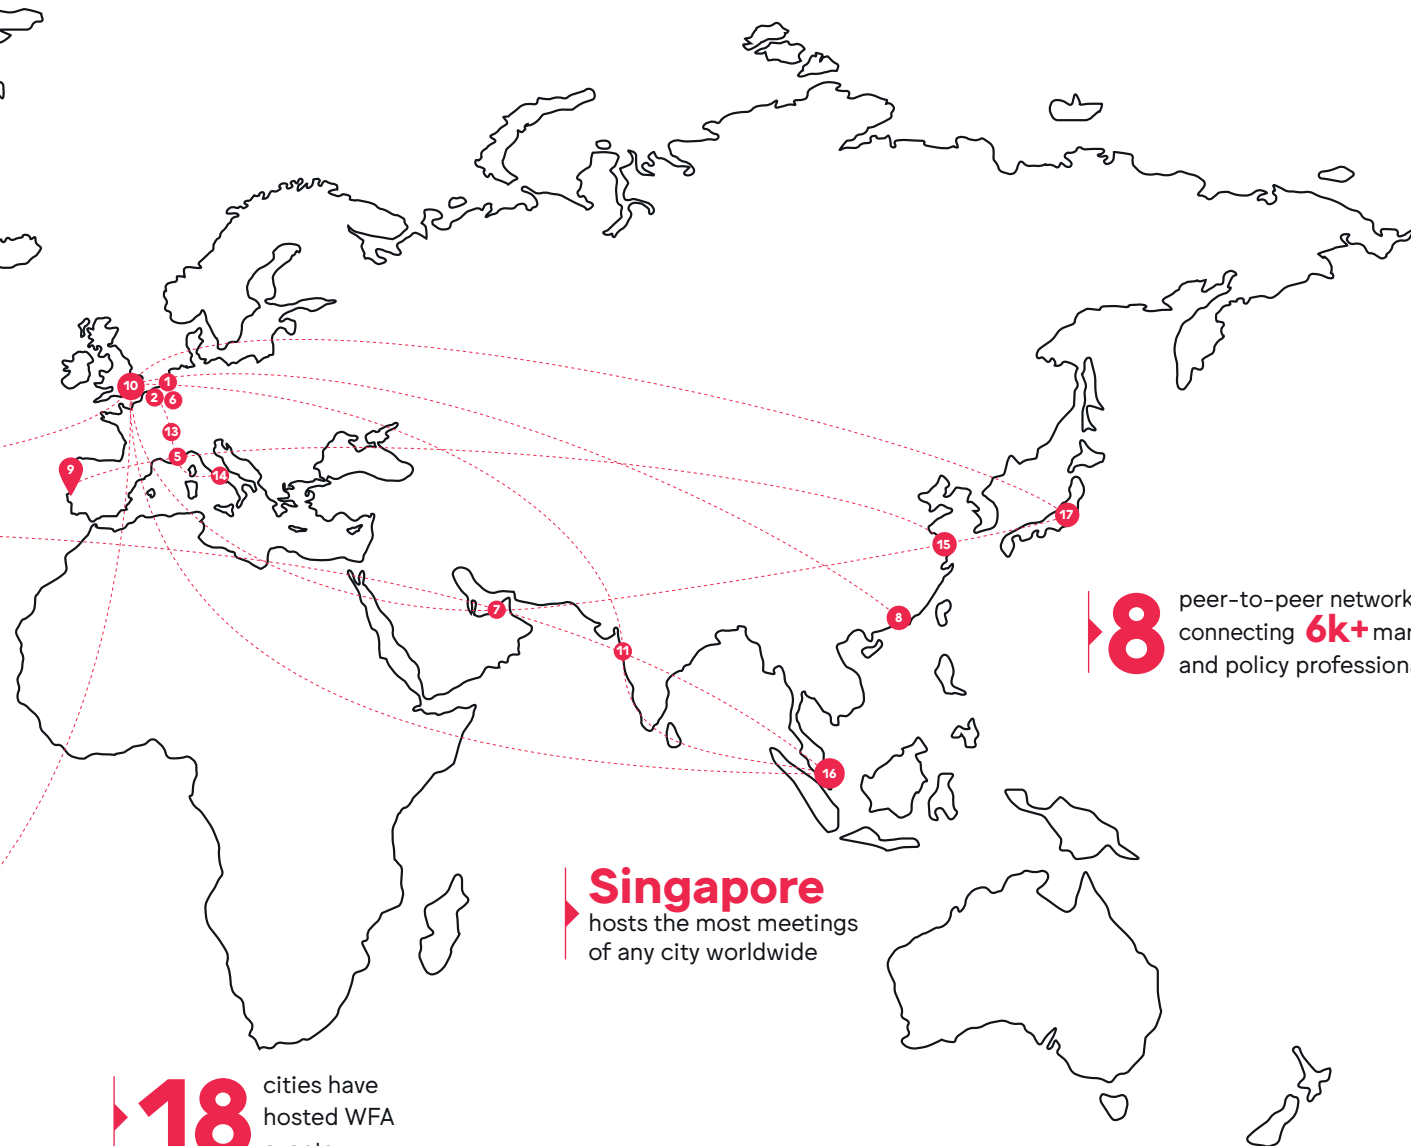 10
1
2
6
13
5
14
9
17
15
7
8
11
16
8
peer-to-peer network
connecting 6k+ mar
and policy profession
Singapore
hosts the most meetings
of any city worldwide
18
cities have
hosted WFA